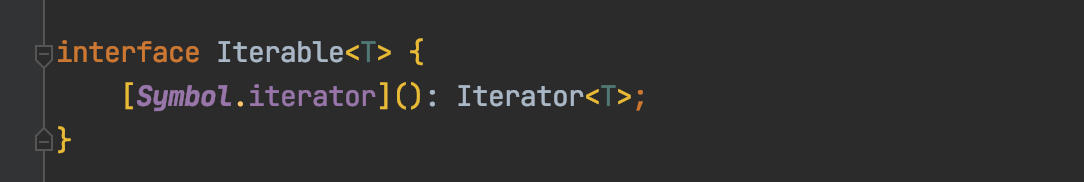 interface Iterable<T> {
    [Symbol.iterator](): Iterator<T>;
}